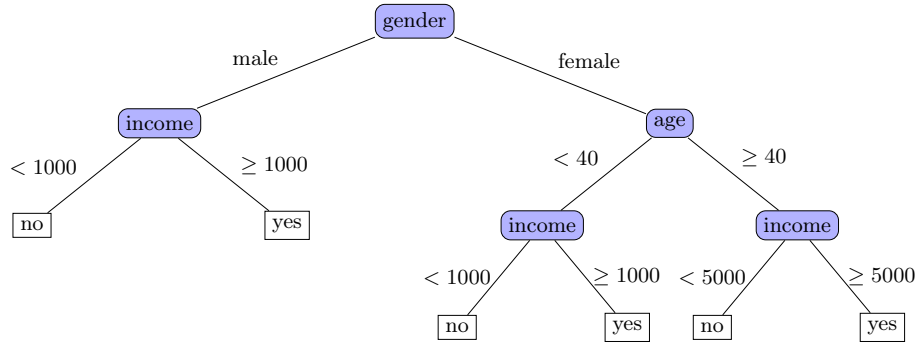 gender
male
female
income
age
< 1000
≥ 1000
< 40
≥ 40
no
yes
income
income
< 1000
≥ 1000
< 5000
≥ 5000
no
yes
no
yes